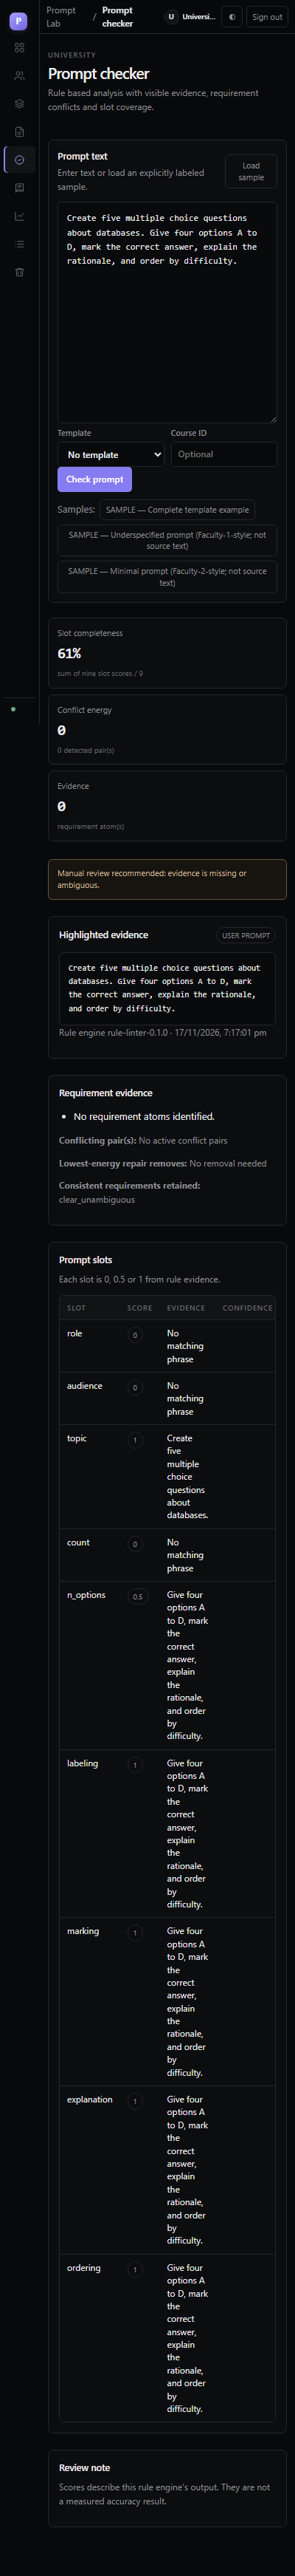 P
Prompt Lab / Prompt checker
U Universi...
Sign out
UNIVERSITY
Prompt checker
Rule based analysis with visible evidence, requirement
conflicts and slot coverage.
Prompt text
Enter text or load an explicitly labeled
sample.
Load
sample
Create five multiple choice questions
about databases. Give four options A to
D, mark the correct answer, explain the
rationale, and order by difficulty.
Template
Course ID
No template
Optional
Check prompt
Samples:
SAMPLE — Complete template example
SAMPLE — Underspecified prompt (Faculty-1-style; not
source text)
SAMPLE — Minimal prompt (Faculty-2-style; not source
text)
Slot completeness
61%
sum of nine slot scores / 9
Conflict energy
0
0 detected pair(s)
Evidence
0
requirement atom(s)
Manual review recommended: evidence is missing or
ambiguous.
Highlighted evidence
USER PROMPT
Create five multiple choice questions about
databases. Give four options A to D, mark
the correct answer, explain the rationale,
and order by difficulty.
Rule engine rule-linter-0.1.0 · 17/11/2026, 7:17:01 pm
Requirement evidence
• No requirement atoms identified.
Conflicting pair(s): No active conflict pairs
Lowest-energy repair removes: No removal needed
Consistent requirements retained:
clear_unambiguous
Prompt slots
Each slot is 0, 0.5 or 1 from rule evidence.
SLOT SCORE EVIDENCE CONFIDENCE
role 0 No
matching
phrase
audience 0 No
matching
phrase
topic 1 Create
five
multiple
choice
questions
about
databases.
count 0 No
matching
phrase
n_options 0.5 Give four
options A
to D, mark
the
correct
answer,
explain
the
rationale,
and order
by
difficulty.
labeling 1 Give four
options A
to D, mark
the
correct
answer,
explain
the
rationale,
and order
by
difficulty.
marking 1 Give four
options A
to D, mark
the
correct
answer,
explain
the
rationale,
and order
by
difficulty.
explanation 1 Give four
options A
to D, mark
the
correct
answer,
explain
the
rationale,
and order
by
difficulty.
ordering 1 Give four
options A
to D, mark
the
correct
answer,
explain
the
rationale,
and order
by
difficulty.
Review note
Scores describe this rule engine's output. They are not
a measured accuracy result.